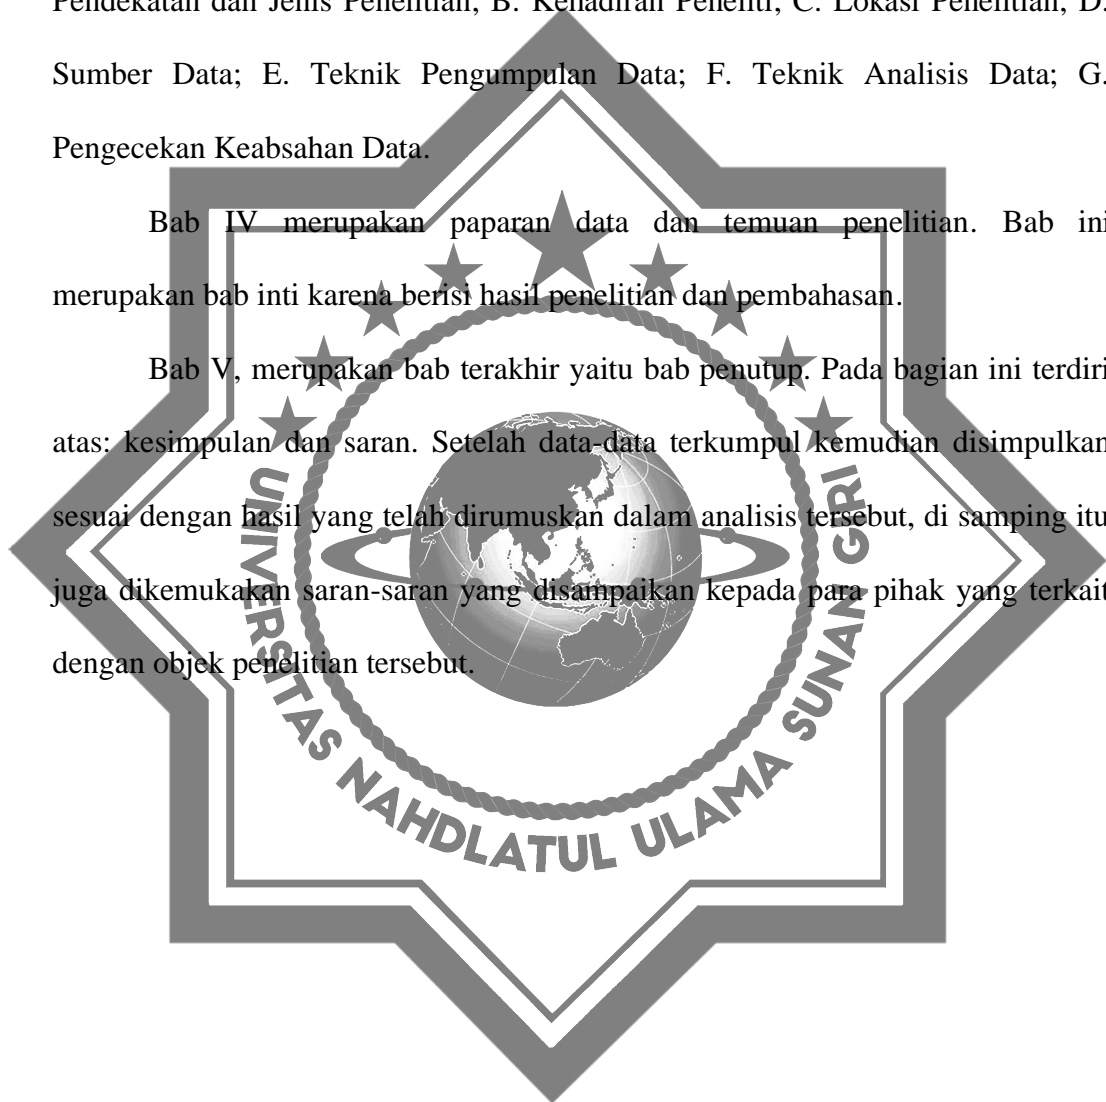 Pendekatan dan Jenis Penelitian; B. Kehadiran Peneliti; C. Lokasi Penelitian; D.
Sumber Data; E. Teknik Pengumpulan Data; F. Teknik Analisis Data; G.
Pengecekan Keabsahan Data.
Bab IV merupakan paparan data dan temuan penelitian. Bab ini
merupakan bab inti karena berisi hasil penelitian dan pembahasan.
Bab V, merupakan bab terakhir yaitu bab penutup. Pada bagian ini terdiri
atas: kesimpulan dan saran. Setelah data-data terkumpul kemudian disimpulkan
sesuai dengan hasil yang telah dirumuskan dalam analisis tersebut, di samping itu
juga dikemukakan saran-saran yang disampaikan kepada para pihak yang terkait
dengan objek penelitian tersebut.
UNIVERSITAS NAHDLATUL ULAMA SUNAN GIRI